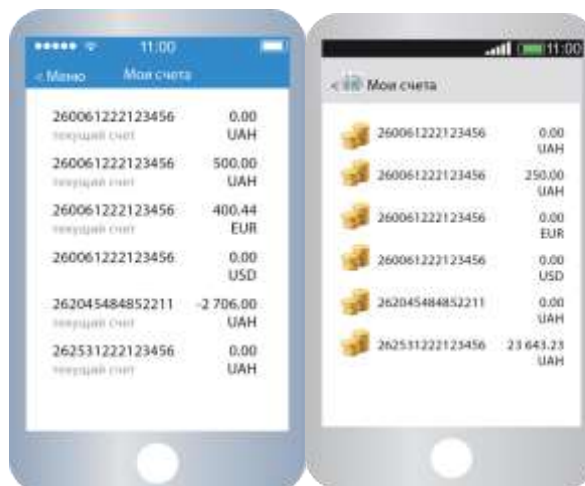 11:00
< Меню Мои счета
260061222123456 0.00
текущий счет UAH
260061222123456 500.00
текущий счет UAH
260061222123456 400.44
текущий счет EUR
260061222123456 0.00
USD
262045484852211 -2 706.00
текущий счет UAH
262531222123456 0.00
текущий счет UAH
11:00
< Мои счета
260061222123456 0.00
UAH
260061222123456 250.00
UAH
260061222123456 0.00
EUR
260061222123456 0.00
USD
262045484852211 0.00
UAH
262531222123456 23 643.23
UAH